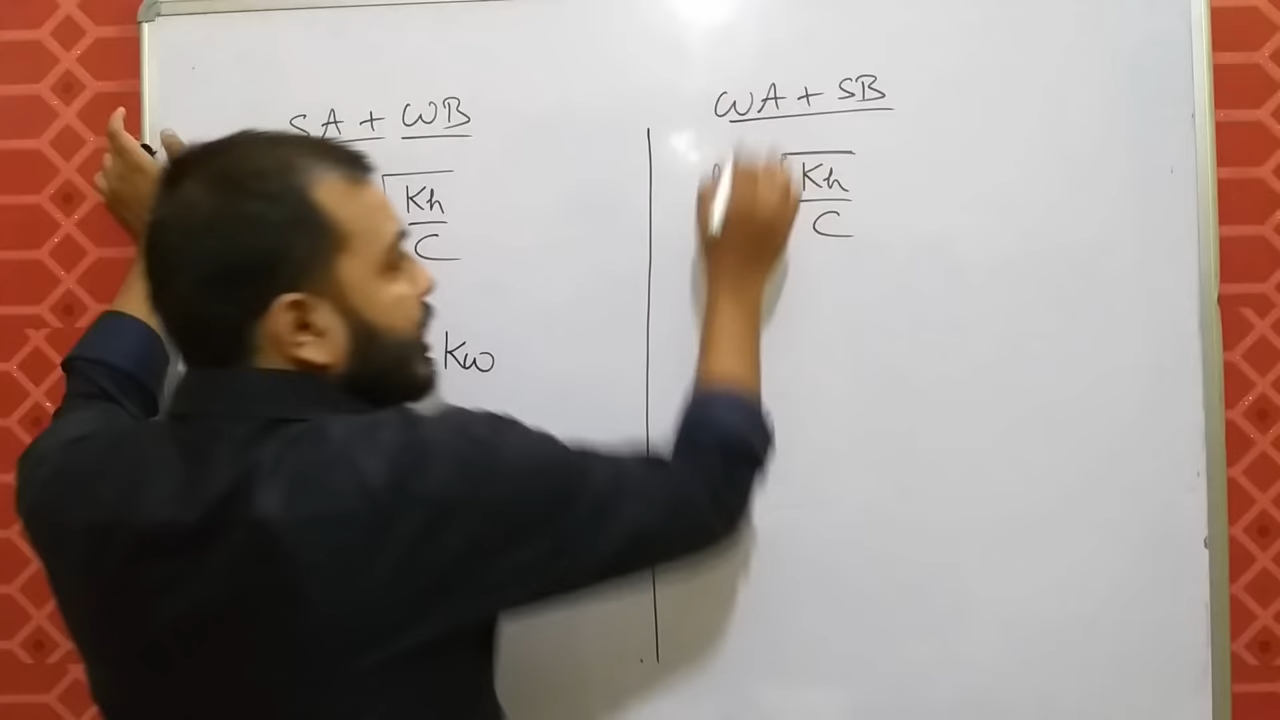 SA + WB
√Kh/C
Kw
WA + SB
√Kh/C